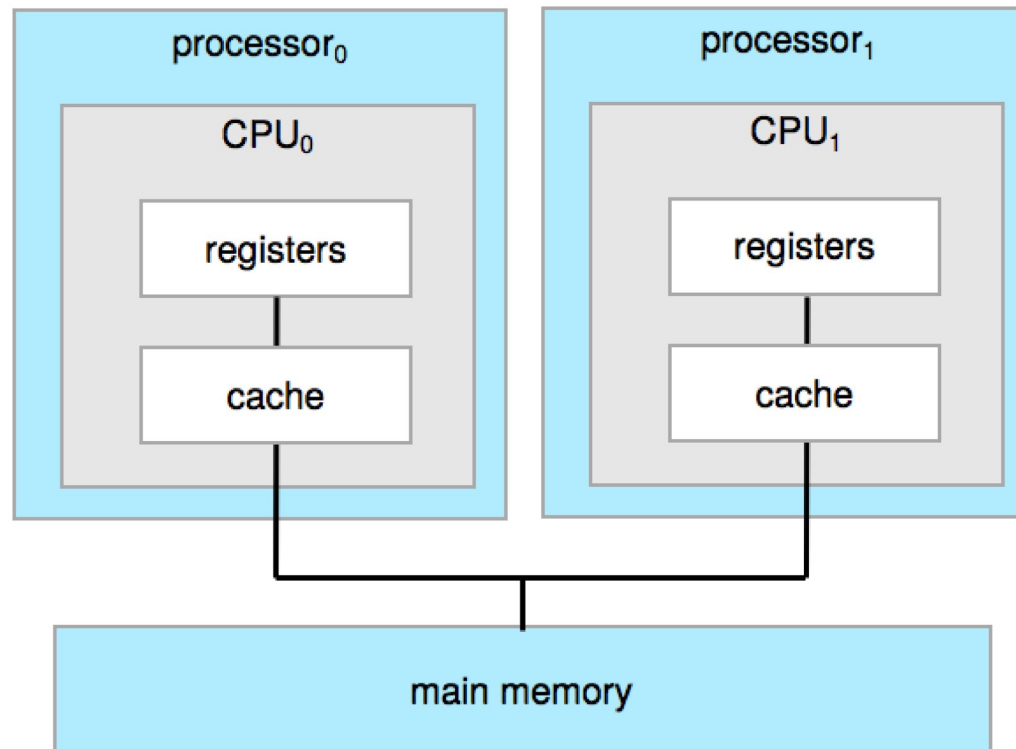 processor₀
CPU₀
registers
cache
processor₁
CPU₁
registers
cache
main memory